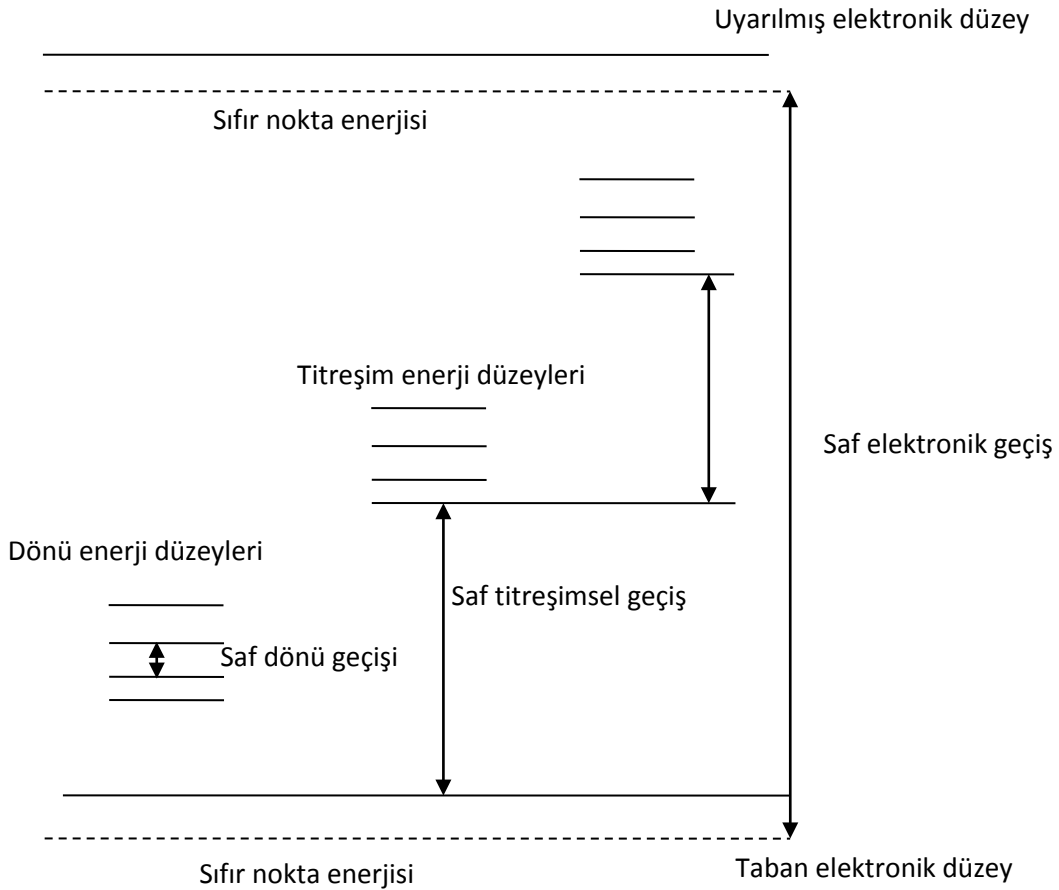 Uyarılmış elektronik düzey
Sıfır nokta enerjisi
Titreşim enerji düzeyleri
Saf elektronik geçiş
Dönü enerji düzeyleri
Saf titreşimsel geçiş
Saf dönü geçişi
Taban elektronik düzey
Sıfır nokta enerjisi